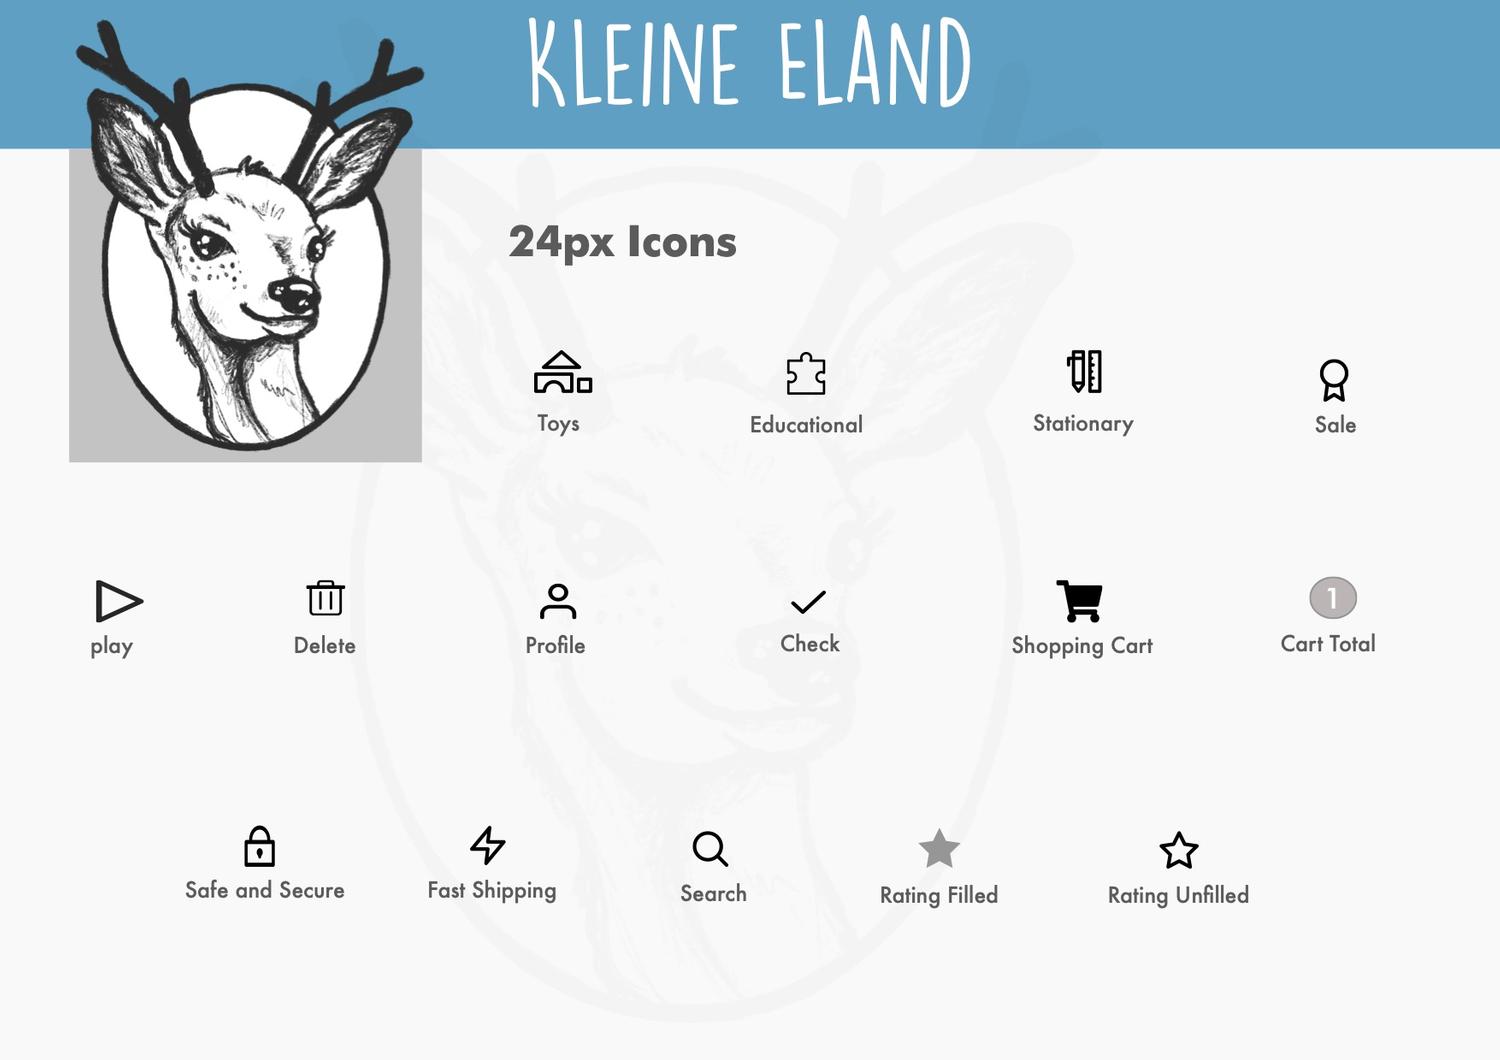 KLEINE ELAND
24px Icons
Toys
Educational
Stationary
Sale
play
Delete
Profile
Check
Shopping Cart
1
Cart Total
Safe and Secure
Fast Shipping
Search
Rating Filled
Rating Unfilled